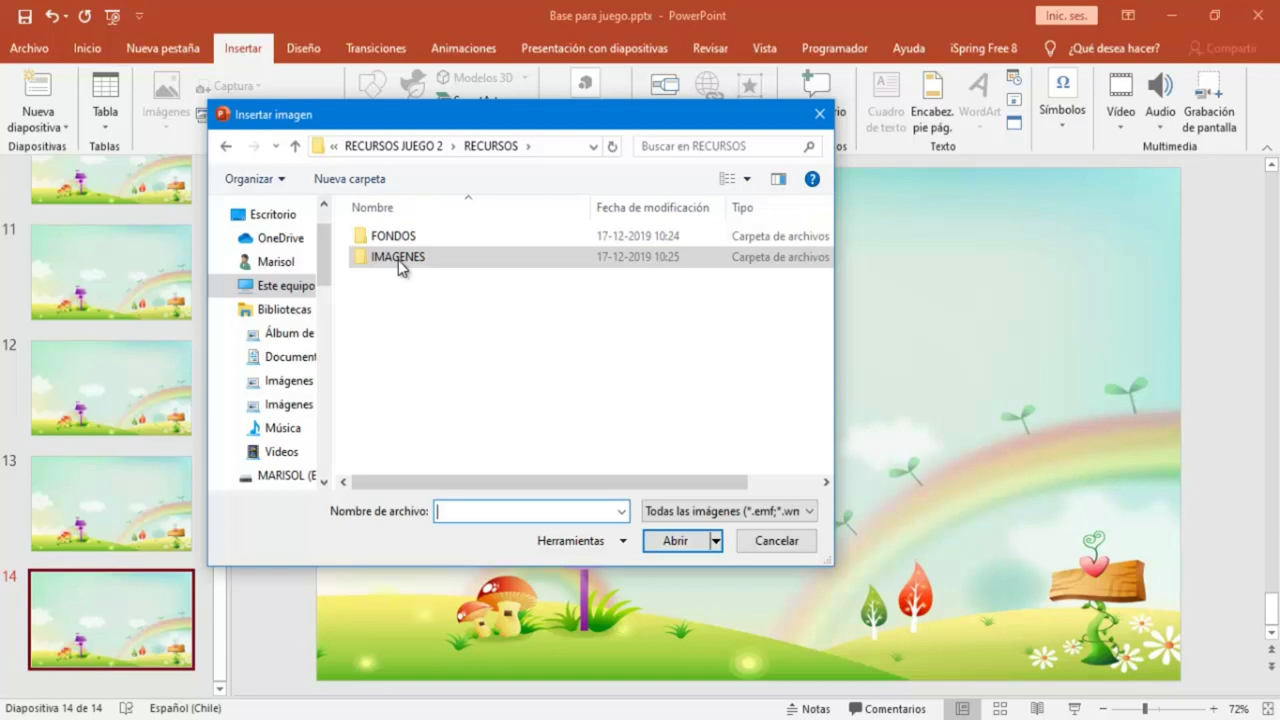 Base para juego.pptx - PowerPoint
Inic. ses.
Archivo Inicio Nueva pestaña Insertar Diseño Transiciones Animaciones Presentación con diapositivas Revisar Vista Programador Ayuda iSpring Free 8 ¿Qué desea hacer? Compartir
Nueva diapositiva
Diapositivas
Tabla
Tablas
Imágenes
Captura
Modelos 3D
Cuadro de texto
Encabez. pie pág.
WordArt
Texto
Símbolos
Vídeo
Audio
Grabación de pantalla
Multimedia
Insertar imagen
« RECURSOS JUEGO 2 > RECURSOS >
Buscar en RECURSOS
Organizar
Nueva carpeta
Nombre Fecha de modificación Tipo
FONDOS 17-12-2019 10:24 Carpeta de archivos
IMAGENES 17-12-2019 10:25 Carpeta de archivos
Escritorio
OneDrive
Marisol
Este equipo
Bibliotecas
Álbum de
Document
Imágenes
Imágenes
Música
Videos
MARISOL (E
Nombre de archivo:
Todas las imágenes (*.emf;*.wm
Herramientas
Abrir
Cancelar
11
12
13
14
Diapositiva 14 de 14
Español (Chile)
Notas
Comentarios
72%